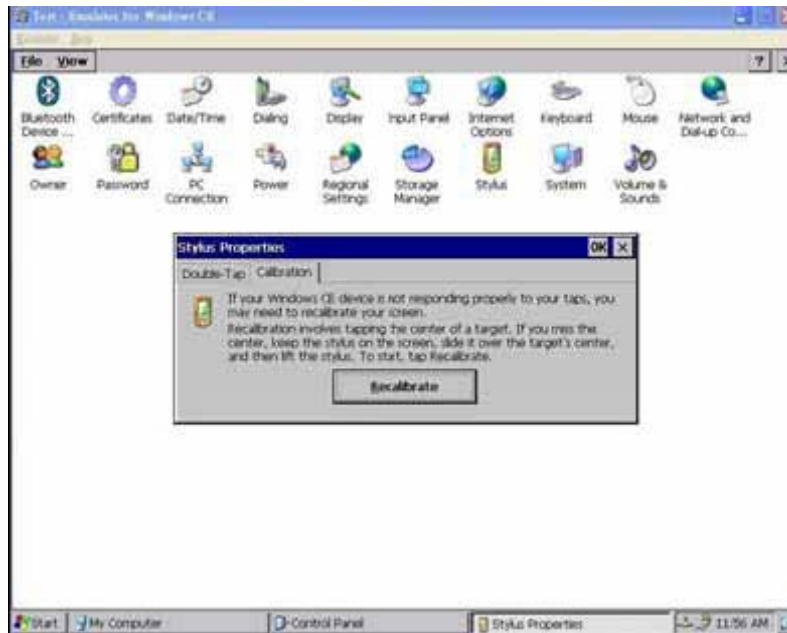 Test - Emulator for Windows CE
Emulator Help
File View ?
Bluetooth Device ...
Certificates
Date/Time
Dialing
Display
Input Panel
Internet Options
Keyboard
Mouse
Network and Dial-up Co...
Owner
Password
PC Connection
Power
Regional Settings
Storage Manager
Stylus
System
Volume & Sounds
Stylus Properties OK ×
Double-Tap Calibration
If your Windows CE device is not responding properly to your taps, you
may need to recalibrate your screen.
Recalibration involves tapping the center of a target. If you miss the
center, keep the stylus on the screen, slide it over the target's center,
and then lift the stylus. To start, tap Recalibrate.
Recalibrate
Start My Computer Control Panel Stylus Properties 11:56 AM